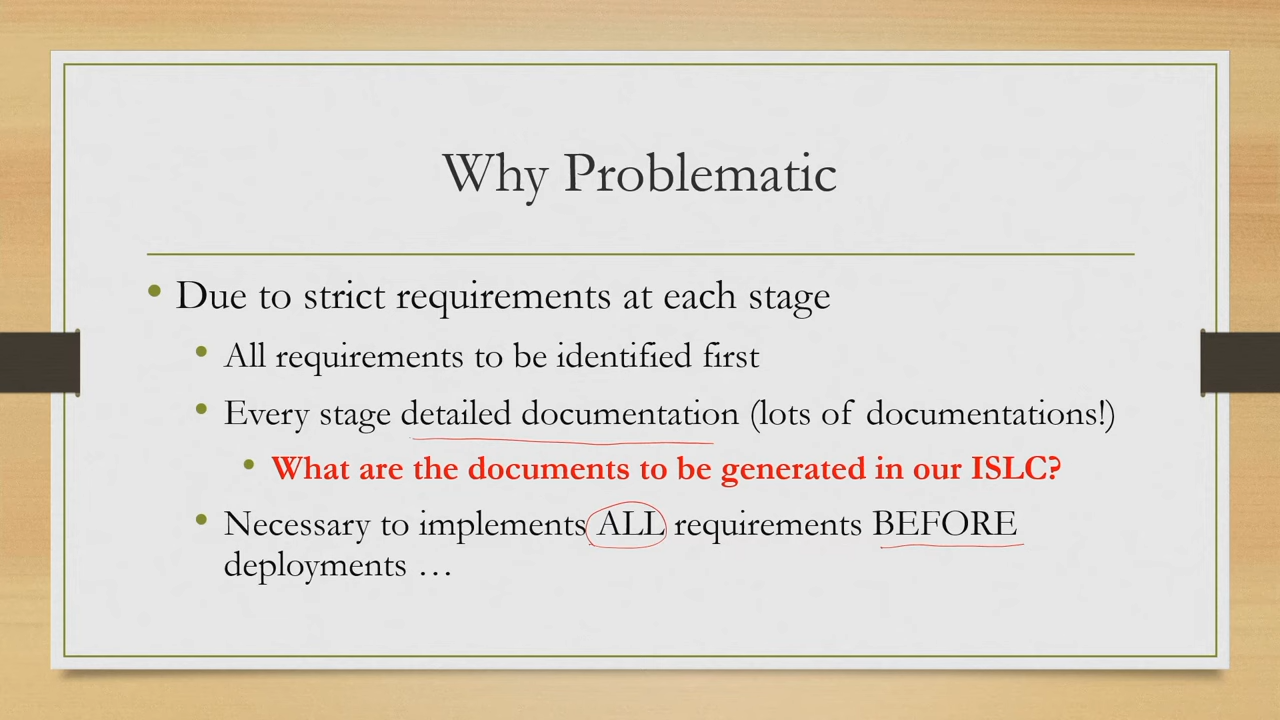 Why Problematic
Due to strict requirements at each stage
All requirements to be identified first
Every stage detailed documentation (lots of documentations!)
What are the documents to be generated in our ISLC?
Necessary to implements ALL requirements BEFORE
deployments …